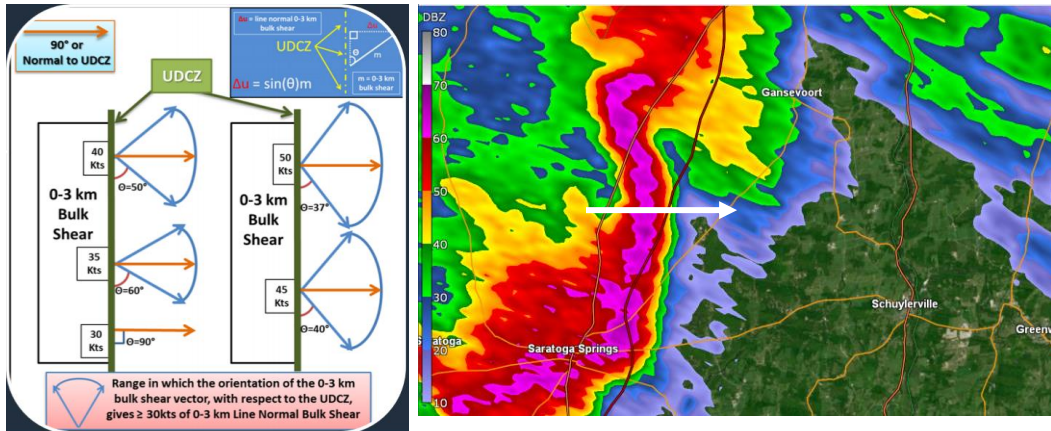 90° or
Normal to UDCZ
Δu = line normal 0-3 km
bulk shear
UDCZ
Δu
Θ
m
Δu = sin(θ)m
m = 0-3 km
bulk shear
UDCZ
40
Kts
Θ=50°
0-3 km
Bulk
Shear
35
Kts
Θ=60°
30
Kts
Θ=90°
50
Kts
Θ=37°
0-3 km
Bulk
Shear
45
Kts
Θ=40°
Range in which the orientation of the 0-3 km
bulk shear vector, with respect to the UDCZ,
gives ≥ 30kts of 0-3 km Line Normal Bulk Shear
DBZ
80
70
60
50
40
30
20
10
Gansevoort
Schuylerville
Greenw
Saratoga
Saratoga Springs